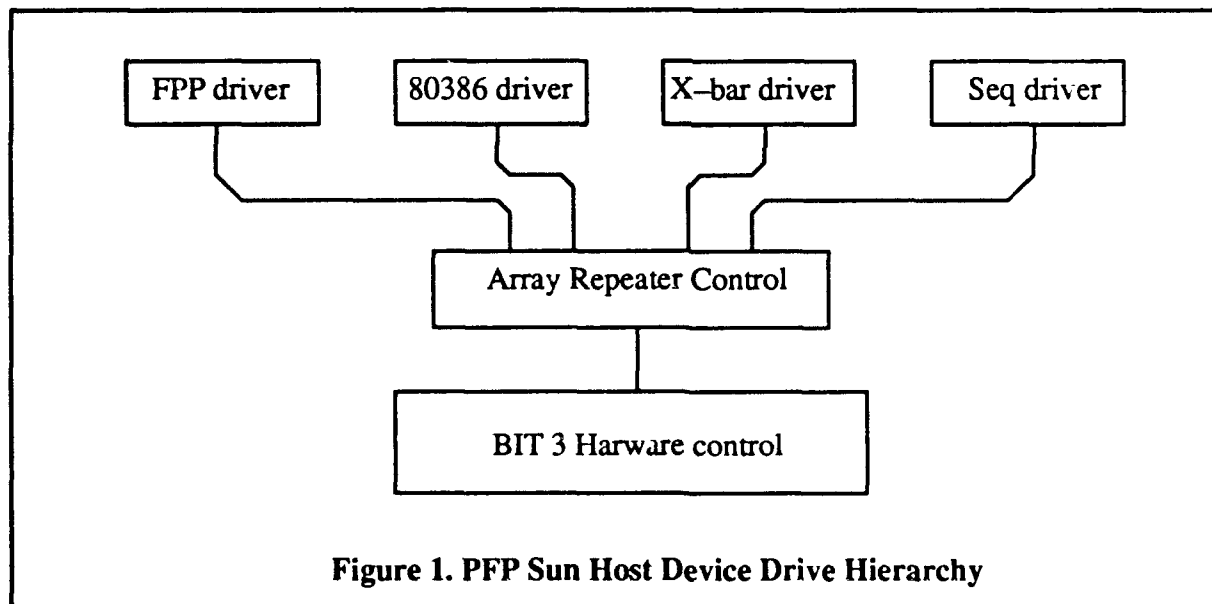 FPP driver
80386 driver
X–bar driver
Seq driver
Array Repeater Control
BIT 3 Harware control
Figure 1. PFP Sun Host Device Drive Hierarchy